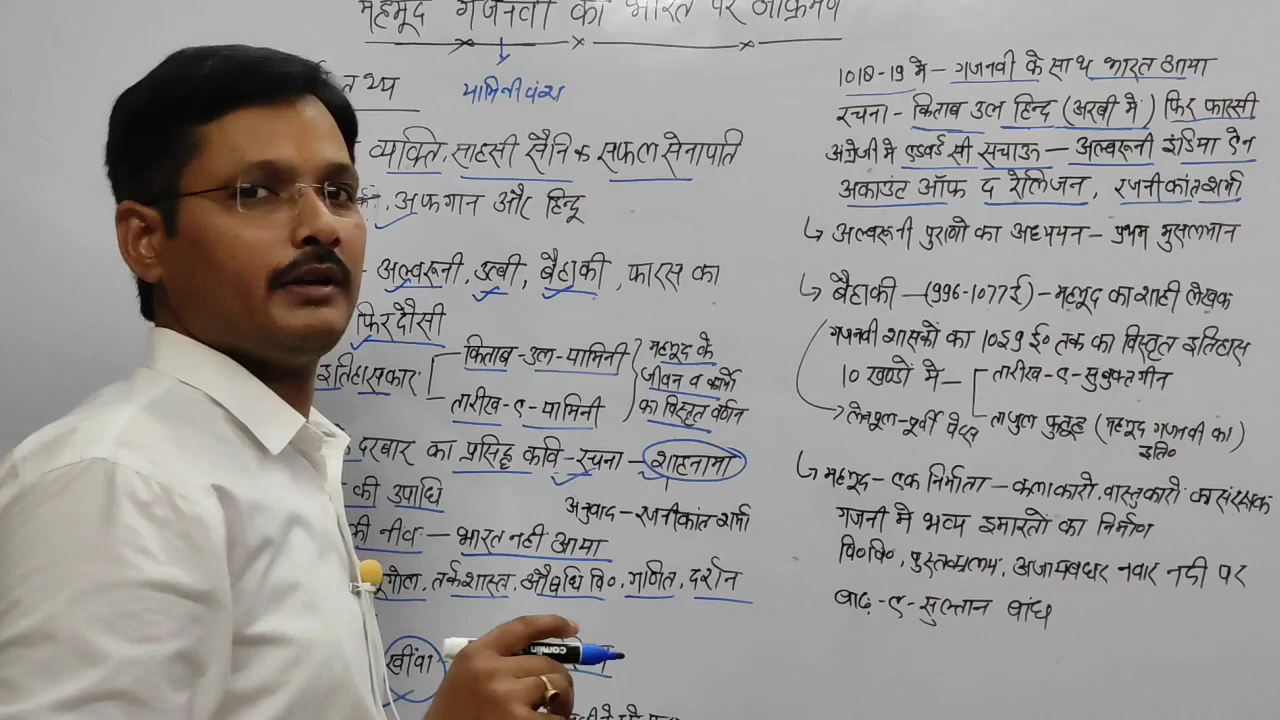 महमूद गजनवी का भारत पर आक्रमण
तथ्य
यामिनी वंश
व्यक्ति, साहसी सैनिक सफल सेनापति
, अफगान और हिन्दू
- अल्बरूनी, उत्वी, बैहाकी, फारस का
फिरदौसी
इतिहासकार
किताब-उल-यामिनी
तारीख-ए-यामिनी
महमूद के
जीवन व कार्यो
का विस्तृत वर्णन
के दरबार का प्रसिद्ध कवि - रचना - शाहनामा
की उपाधि
अनुवाद - रजनीकांत शर्मा
की नीव - भारत नही आया
भूगोल, तर्कशास्त्र, औषधि वि०, गणित, दर्शन
खींवा
camlin
1018-19 मे - गजनवी के साथ भारत आया
रचना - किताब उल हिन्द (अरबी में) फिर फारसी
अंग्रेजी मे एडवर्ड सी सचाऊ - अल्बरूनी इंडिया ऐन
अकाउंट ऑफ द रेलिजन, रजनीकांत शर्मा
↳ अल्बरूनी पुराणो का अध्ययन - प्रथम मुसलमान
↳ बैहाकी - (996-1077ई) - महमूद का शाही लेखक
गजनवी शासकों का 1059 ई० तक का विस्तृत इतिहास
10 खण्डों में -
तारीख-ए-सुबुक्तगीन
ताजुल फुतूह (महमूद गजनवी का)
इति०
→ लेनपूल - पूर्वी पेप्स
↳ महमूद - एक निर्माता - कलाकारो, वास्तुकारों का संरक्षक
गजनी मे भव्य इमारतों का निर्माण
वि०वि०, पुस्तकालय, अजायबघर नवार नदी पर
बाढ़-ए-सुल्तान बांध